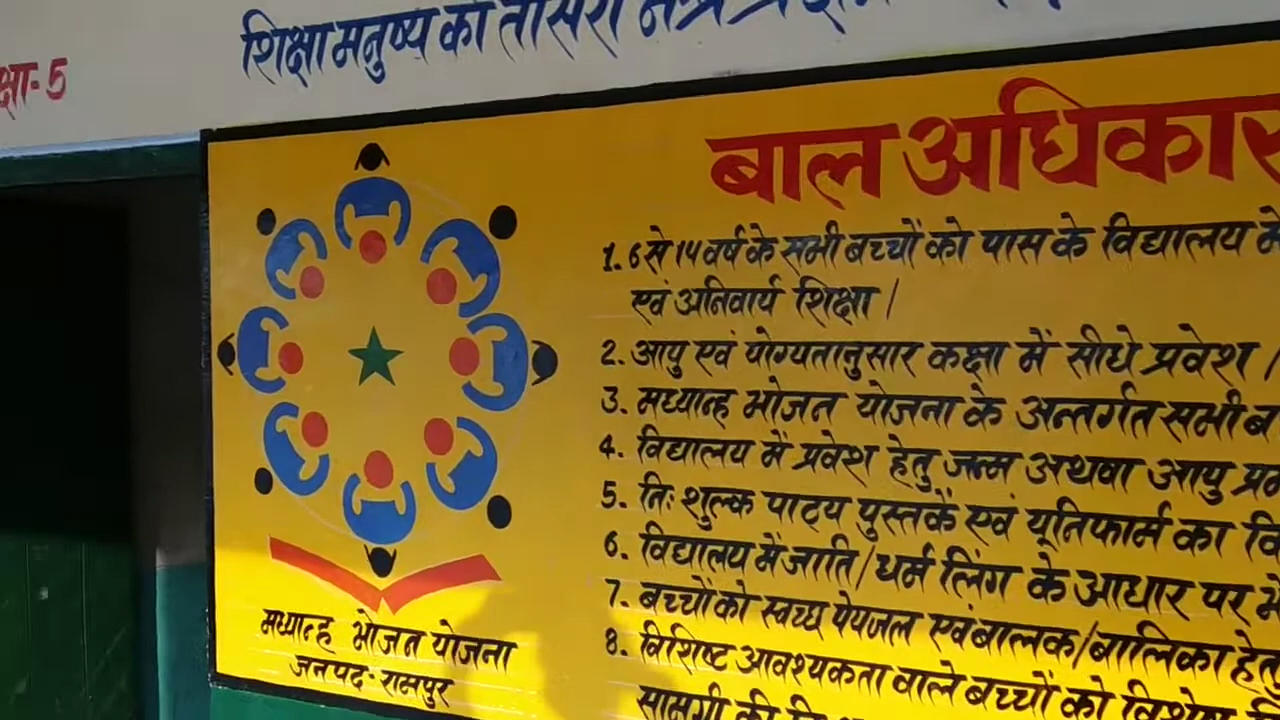 शिक्षा मनुष्य का तीसरा नेत्र
क्षा-5
बाल अधिकार
1. 6 से 14 वर्ष के सभी बच्चों को पास के विद्यालय में
एवं अनिवार्य शिक्षा ।
2. आयु एवं योग्यतानुसार कक्षा में सीधे प्रवेश ।
3. मध्यान्ह भोजन योजना के अन्तर्गत सभी ब
4. विद्यालय में प्रवेश हेतु जन्म अथवा आयु प्रम
5. निः शुल्क पाठ्य पुस्तकें एवं यूनिफार्म का वि
6. विद्यालय में जाति/धर्म लिंग के आधार पर भे
7. बच्चों को स्वच्छ पेयजल एवं बालक/बालिका हेतु
8. विशिष्ट आवश्यकता वाले बच्चों को विशेष
सामग्री की
मध्यान्ह भोजन योजना
जनपद-रामपुर